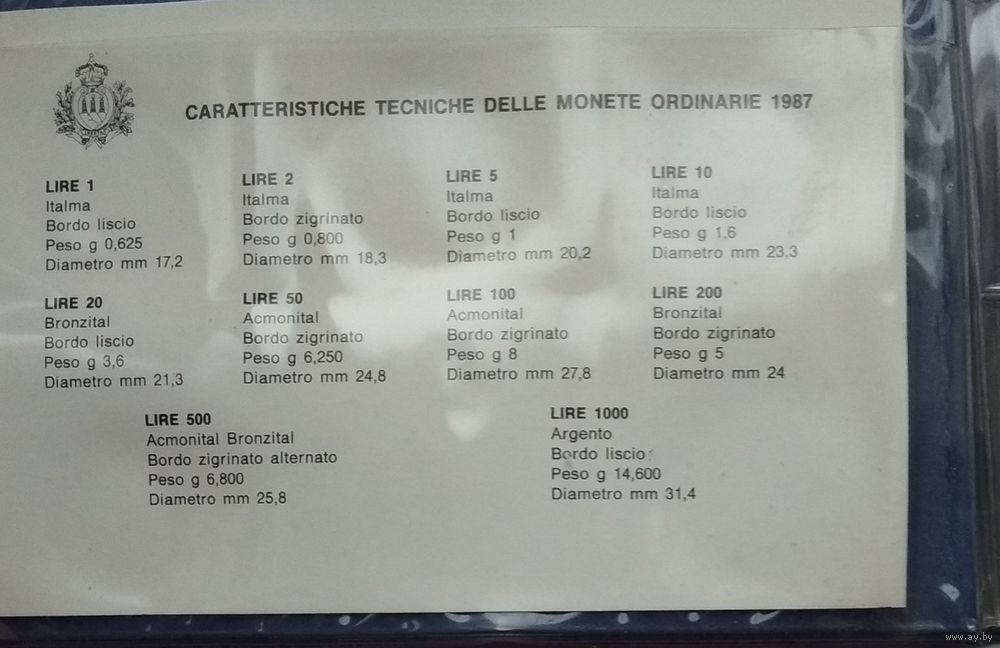 CARATTERISTICHE TECNICHE DELLE MONETE ORDINARIE 1987
LIRE 1
Italma
Bordo liscio
Peso g 0,625
Diametro mm 17,2
LIRE 2
Italma
Bordo zigrinato
Peso g 0,800
Diametro mm 18,3
LIRE 5
Italma
Bordo liscio
Peso g 1
Diametro mm 20,2
LIRE 10
Italma
Bordo liscio
Peso g 1,6
Diametro mm 23,3
LIRE 20
Bronzital
Bordo liscio
Peso g 3,6
Diametro mm 21,3
LIRE 50
Acmonital
Bordo zigrinato
Peso g 6,250
Diametro mm 24,8
LIRE 100
Acmonital
Bordo zigrinato
Peso g 8
Diametro mm 27,8
LIRE 200
Bronzital
Bordo zigrinato
Peso g 5
Diametro mm 24
LIRE 500
Acmonital Bronzital
Bordo zigrinato alternato
Peso g 6,800
Diametro mm 25,8
LIRE 1000
Argento
Bordo liscio
Peso g 14,600
Diametro mm 31,4
www.ay.by